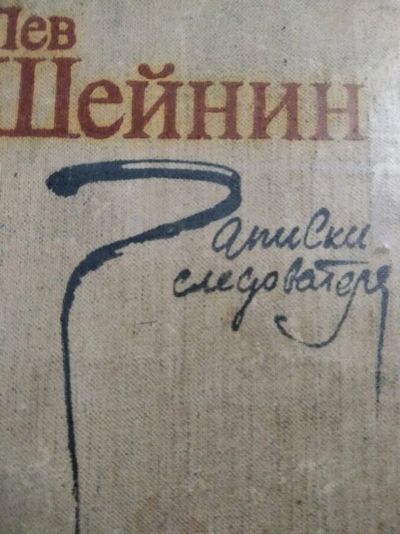 Лев
Шейнин
Записки
следователя